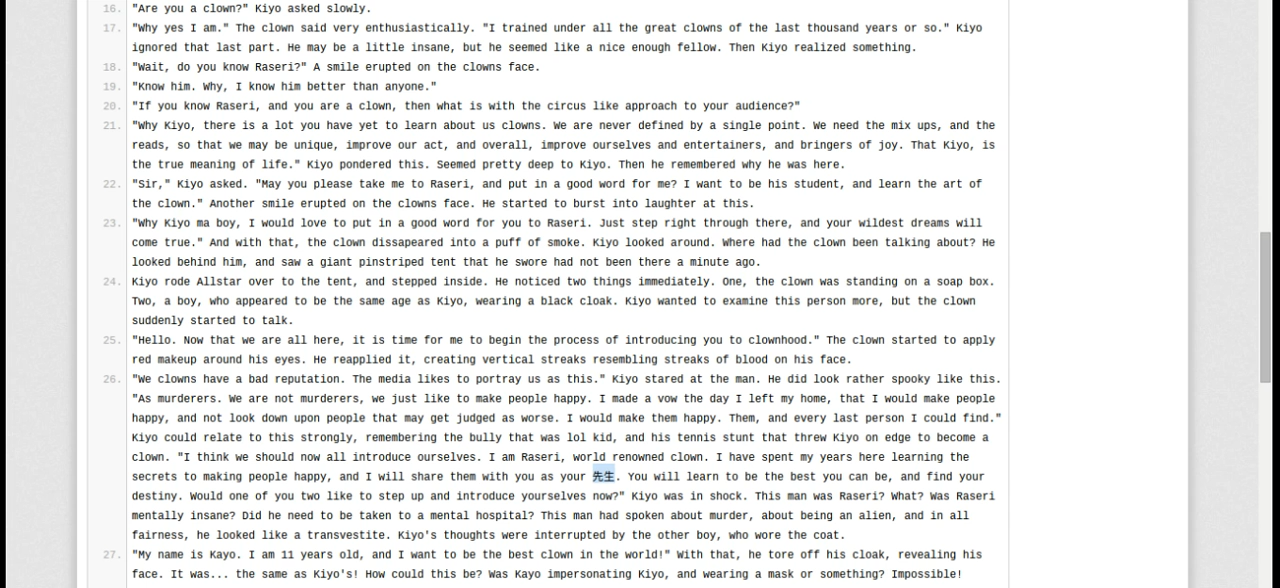 16. "Are you a clown?" Kiyo asked slowly.
17. "Why yes I am." The clown said very enthusiastically. "I trained under all the great clowns of the last thousand years or so." Kiyo
ignored that last part. He may be a little insane, but he seemed like a nice enough fellow. Then Kiyo realized something.
18. "Wait, do you know Raseri?" A smile erupted on the clowns face.
19. "Know him. Why, I know him better than anyone."
20. "If you know Raseri, and you are a clown, then what is with the circus like approach to your audience?"
21. "Why Kiyo, there is a lot you have yet to learn about us clowns. We are never defined by a single point. We need the mix ups, and the
reads, so that we may be unique, improve our act, and overall, improve ourselves and entertainers, and bringers of joy. That Kiyo, is
the true meaning of life." Kiyo pondered this. Seemed pretty deep to Kiyo. Then he remembered why he was here.
22. "Sir," Kiyo asked. "May you please take me to Raseri, and put in a good word for me? I want to be his student, and learn the art of
the clown." Another smile erupted on the clowns face. He started to burst into laughter at this.
23. "Why Kiyo ma boy, I would love to put in a good word for you to Raseri. Just step right through there, and your wildest dreams will
come true." And with that, the clown dissapeared into a puff of smoke. Kiyo looked around. Where had the clown been talking about? He
looked behind him, and saw a giant pinstriped tent that he swore had not been there a minute ago.
24. Kiyo rode Allstar over to the tent, and stepped inside. He noticed two things immediately. One, the clown was standing on a soap box.
Two, a boy, who appeared to be the same age as Kiyo, wearing a black cloak. Kiyo wanted to examine this person more, but the clown
suddenly started to talk.
25. "Hello. Now that we are all here, it is time for me to begin the process of introducing you to clownhood." The clown started to apply
red makeup around his eyes. He reapplied it, creating vertical streaks resembling streaks of blood on his face.
26. "We clowns have a bad reputation. The media likes to portray us as this." Kiyo stared at the man. He did look rather spooky like this.
"As murderers. We are not murderers, we just like to make people happy. I made a vow the day I left my home, that I would make people
happy, and not look down upon people that may get judged as worse. I would make them happy. Them, and every last person I could find."
Kiyo could relate to this strongly, remembering the bully that was lol kid, and his tennis stunt that threw Kiyo on edge to become a
clown. "I think we should now all introduce ourselves. I am Raseri, world renowned clown. I have spent my years here learning the
secrets to making people happy, and I will share them with you as your 先生. You will learn to be the best you can be, and find your
destiny. Would one of you two like to step up and introduce yourselves now?" Kiyo was in shock. This man was Raseri? What? Was Raseri
mentally insane? Did he need to be taken to a mental hospital? This man had spoken about murder, about being an alien, and in all
fairness, he looked like a transvestite. Kiyo's thoughts were interrupted by the other boy, who wore the coat.
27. "My name is Kayo. I am 11 years old, and I want to be the best clown in the world!" With that, he tore off his cloak, revealing his
face. It was... the same as Kiyo's! How could this be? Was Kayo impersonating Kiyo, and wearing a mask or something? Impossible!